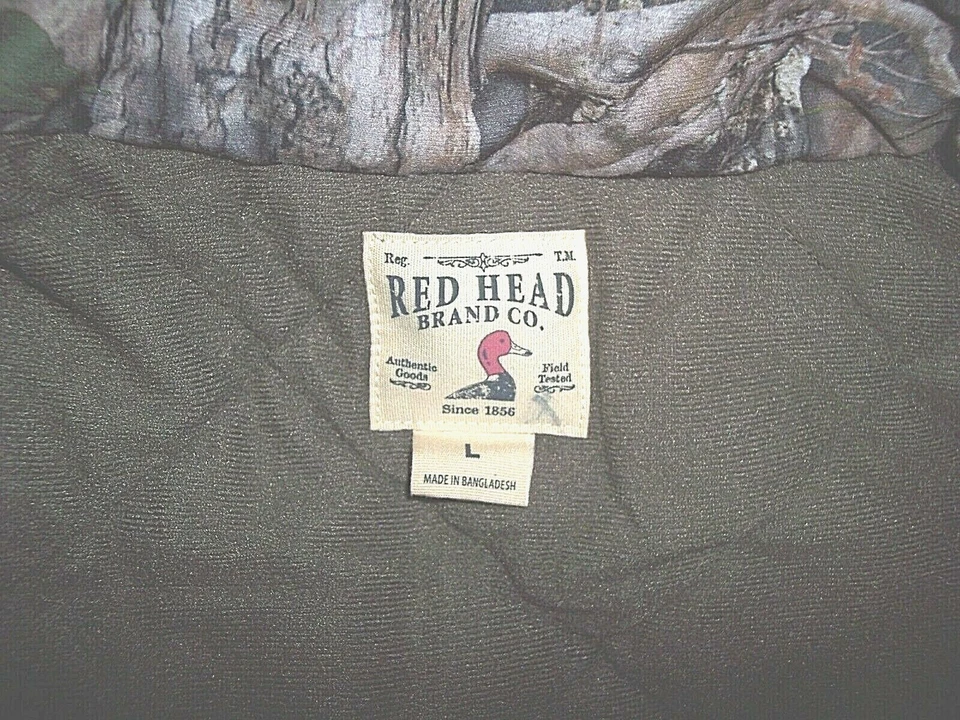 Reg. T.M.
RED HEAD
BRAND CO.
Authentic
Goods
Field
Tested
Since 1856
L
MADE IN BANGLADESH